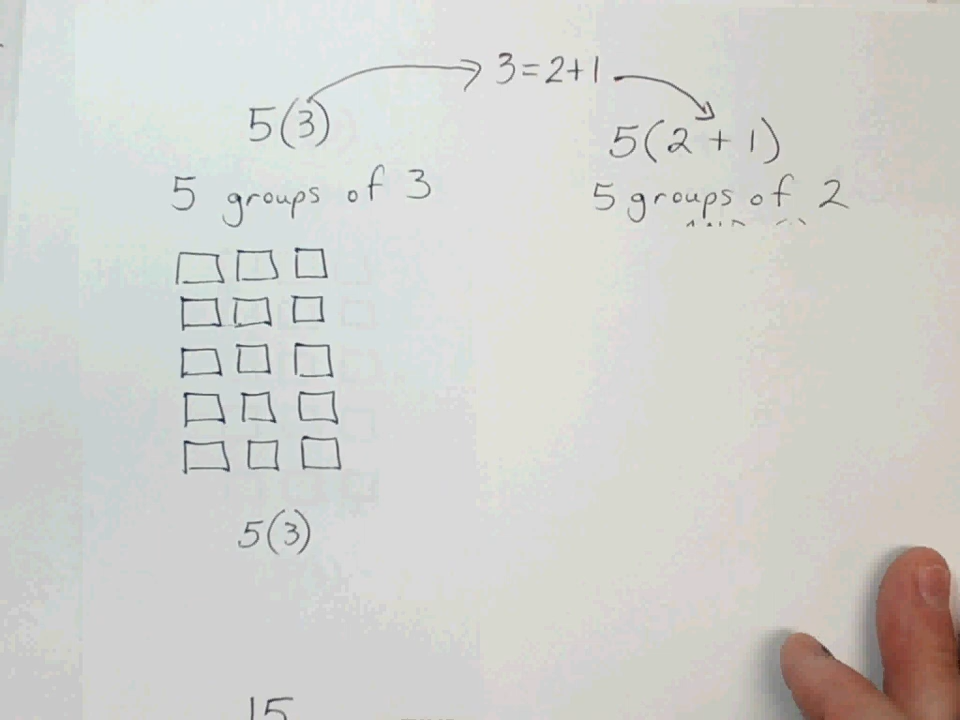 3=2+1
5(3)
5(2+1)
5 groups of 3
5 groups of 2
5(3)
15